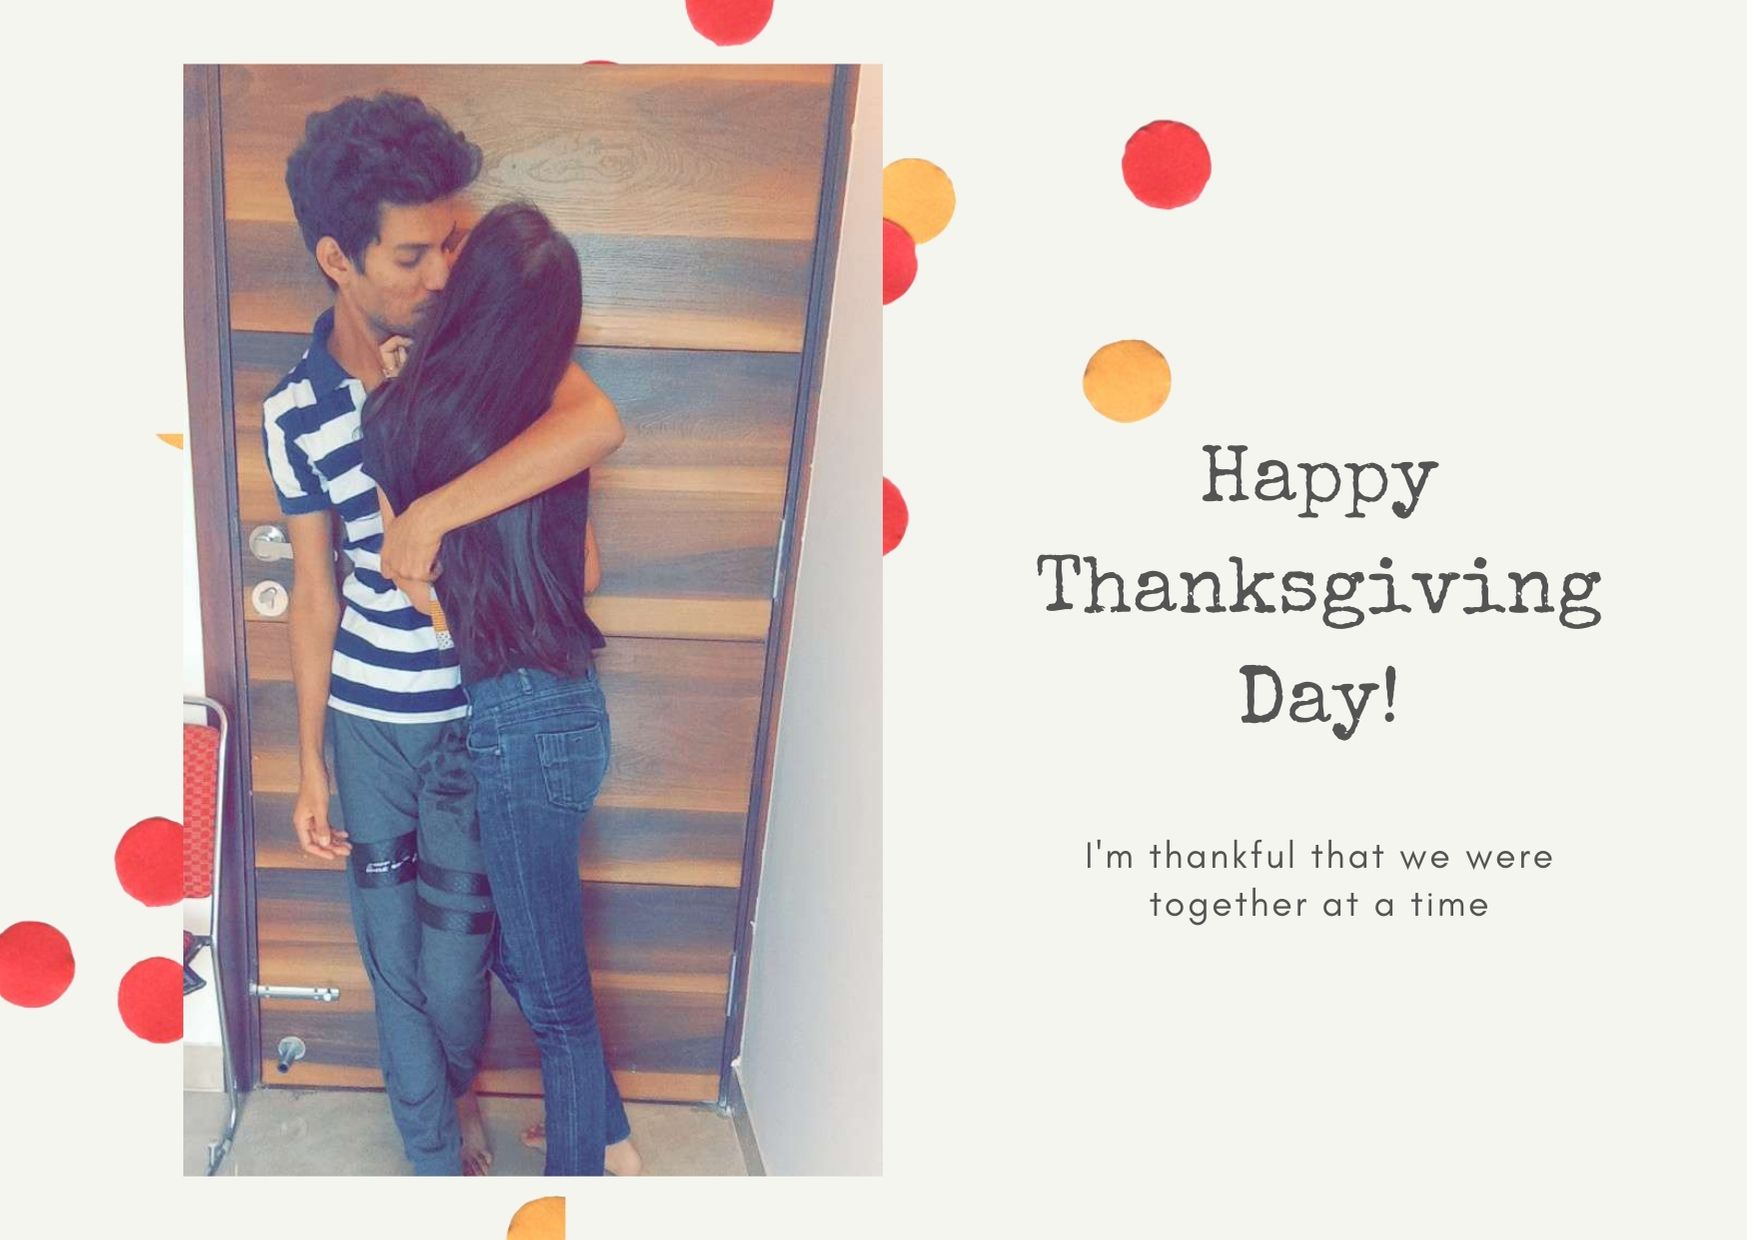 Happy
Thanksgiving
Day!
I'm thankful that we were
together at a time